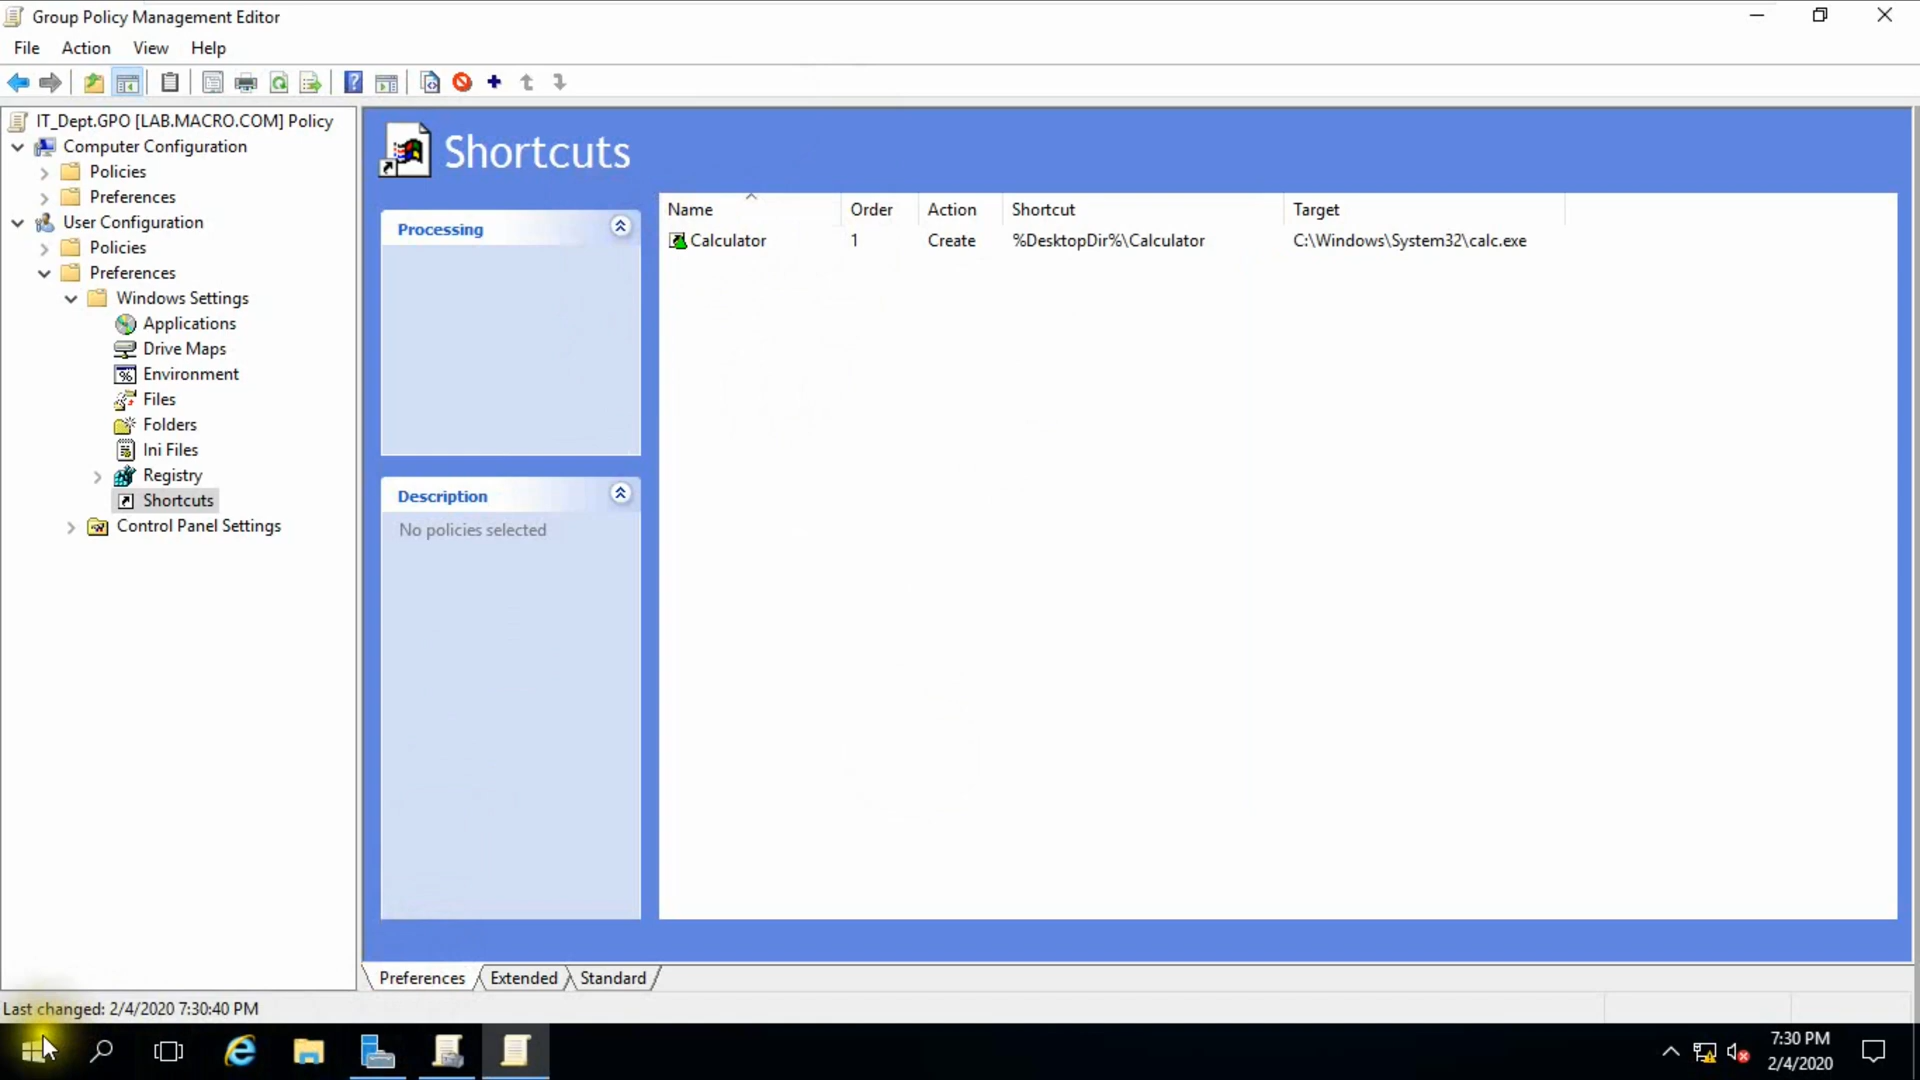 Group Policy Management Editor
File Action View Help
IT_Dept.GPO [LAB.MACRO.COM] Policy
Computer Configuration
Policies
Preferences
User Configuration
Policies
Preferences
Windows Settings
Applications
Drive Maps
Environment
Files
Folders
Ini Files
Registry
Shortcuts
Control Panel Settings
Shortcuts
Processing
Description
No policies selected
Name Order Action Shortcut Target
Calculator 1 Create %DesktopDir%\Calculator C:\Windows\System32\calc.exe
Preferences Extended Standard
Last changed: 2/4/2020 7:30:40 PM
7:30 PM
2/4/2020